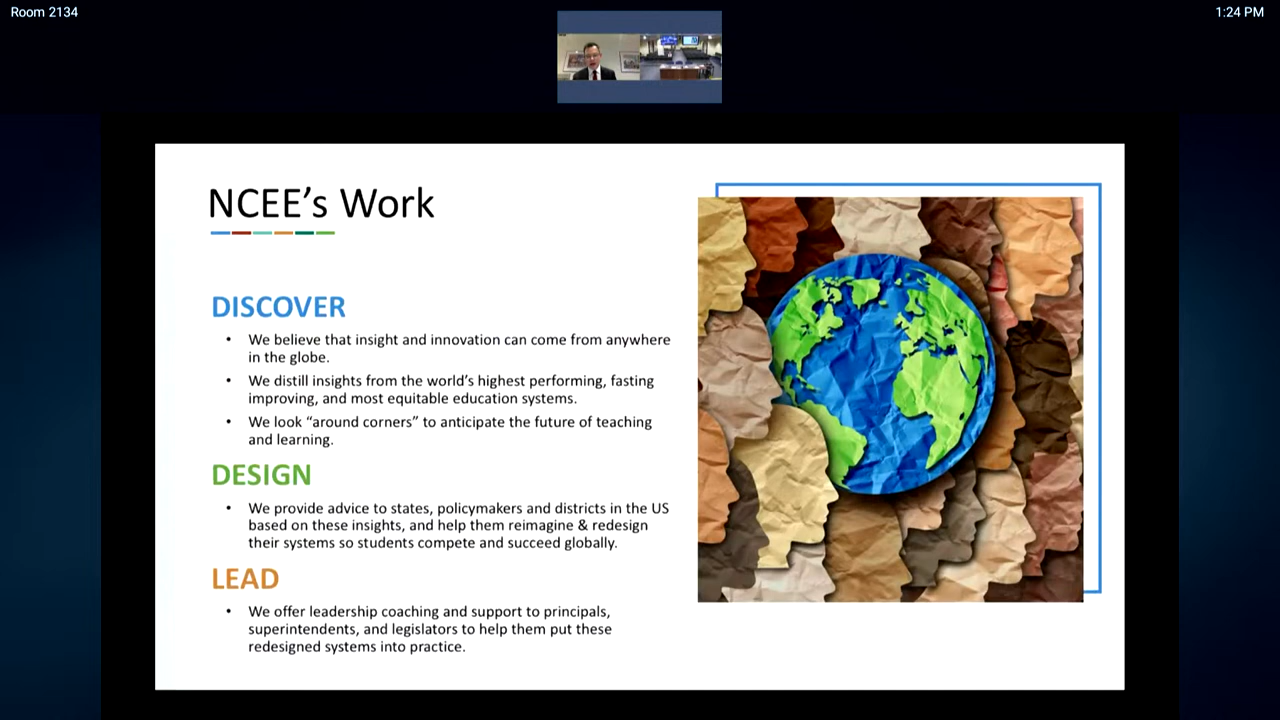 Room 2134
1:24 PM
NCEE’s Work
DISCOVER
• We believe that insight and innovation can come from anywhere
in the globe.
• We distill insights from the world’s highest performing, fasting
improving, and most equitable education systems.
• We look “around corners” to anticipate the future of teaching
and learning.
DESIGN
• We provide advice to states, policymakers and districts in the US
based on these insights, and help them reimagine & redesign
their systems so students compete and succeed globally.
LEAD
• We offer leadership coaching and support to principals,
superintendents, and legislators to help them put these
redesigned systems into practice.